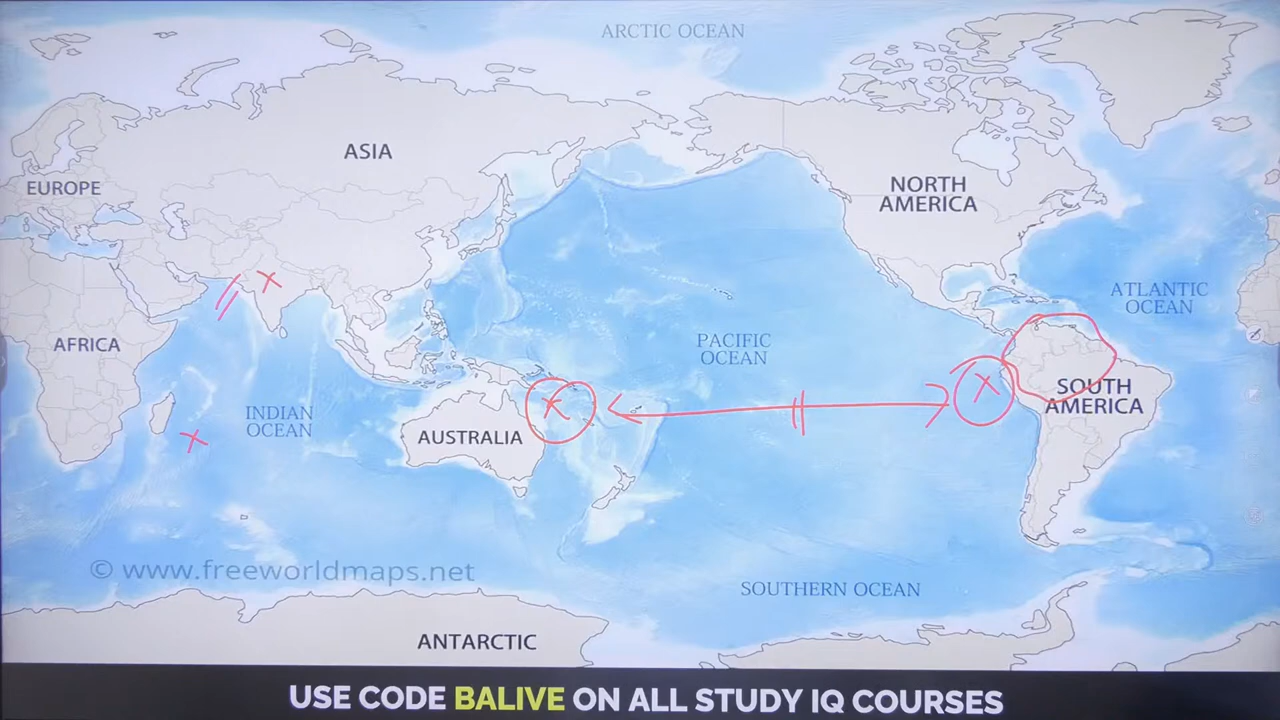 ARCTIC OCEAN
ASIA
EUROPE
NORTH
AMERICA
ATLANTIC
OCEAN
AFRICA
PACIFIC
OCEAN
SOUTH
AMERICA
INDIAN
OCEAN
AUSTRALIA
© www.freeworldmaps.net
SOUTHERN OCEAN
ANTARCTIC
USE CODE BALIVE ON ALL STUDY IQ COURSES